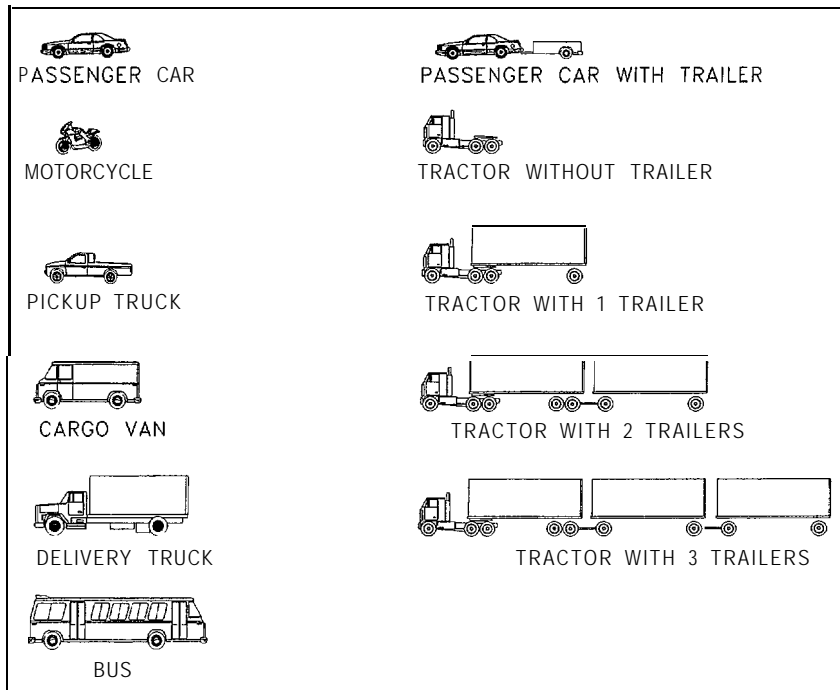 PASSENGER CAR
PASSENGER CAR WITH TRAILER
MOTORCYCLE
TRACTOR WITHOUT TRAILER
PICKUP TRUCK
TRACTOR WITH 1 TRAILER
CARGO VAN
TRACTOR WITH 2 TRAILERS
DELIVERY TRUCK
TRACTOR WITH 3 TRAILERS
BUS